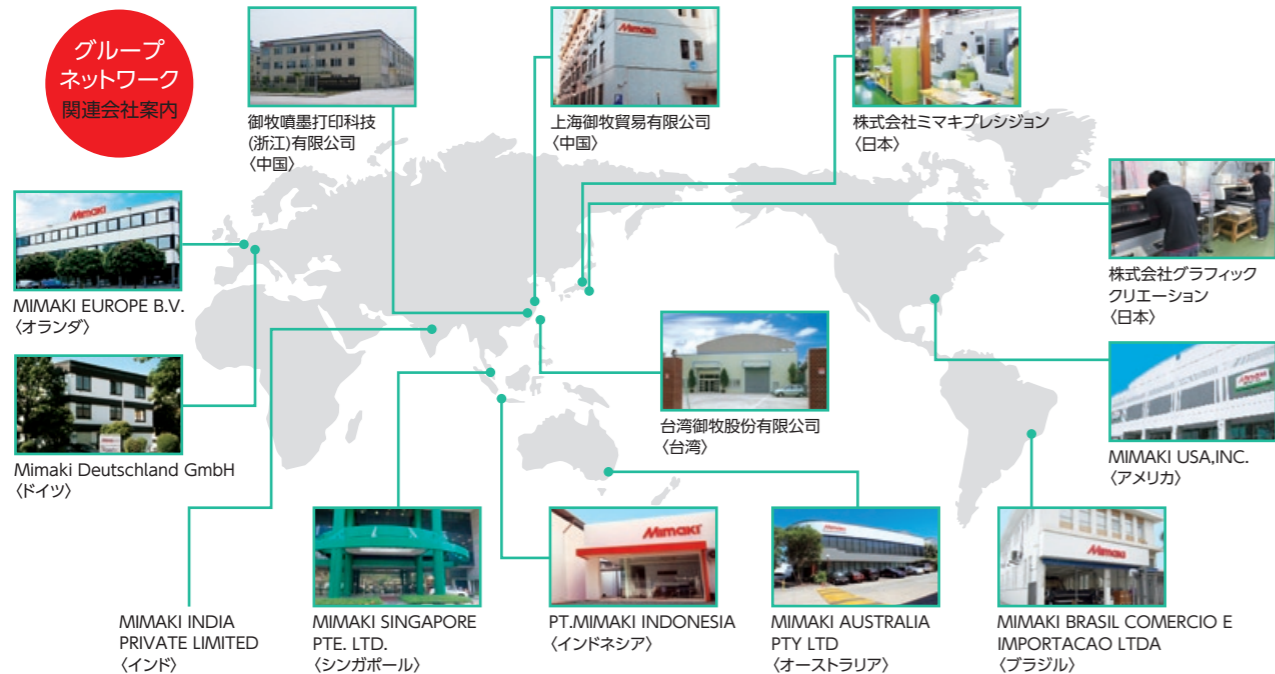 グループ
ネットワーク
関連会社案内
御牧噴墨打印科技
(浙江)有限公司
〈中国〉
Mimaki
上海御牧貿易有限公司
〈中国〉
株式会社ミマキプレシジョン
〈日本〉
Mimaki
MIMAKI EUROPE B.V.
〈オランダ〉
株式会社グラフィック
クリエーション
〈日本〉
Mimaki Deutschland GmbH
〈ドイツ〉
台湾御牧股份有限公司
〈台湾〉
Mimaki
MIMAKI USA,INC.
〈アメリカ〉
MIMAKI INDIA
PRIVATE LIMITED
〈インド〉
MIMAKI SINGAPORE
PTE. LTD.
〈シンガポール〉
Mimaki
PT.MIMAKI INDONESIA
〈インドネシア〉
Mimaki
MIMAKI AUSTRALIA
PTY LTD
〈オーストラリア〉
Mimaki
MIMAKI BRASIL COMERCIO E
IMPORTACAO LTDA
〈ブラジル〉